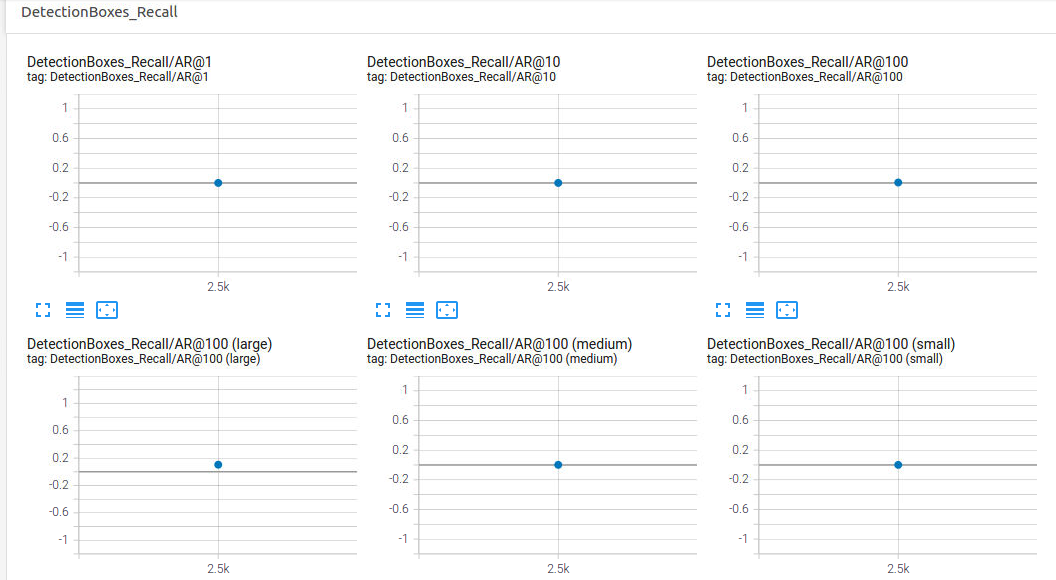 DetectionBoxes_Recall
DetectionBoxes_Recall/AR@1
tag: DetectionBoxes_Recall/AR@1
1
0.6
0.2
-0.2
-0.6
-1
2.5k
DetectionBoxes_Recall/AR@10
tag: DetectionBoxes_Recall/AR@10
1
0.6
0.2
-0.2
-0.6
-1
2.5k
DetectionBoxes_Recall/AR@100
tag: DetectionBoxes_Recall/AR@100
1
0.6
0.2
-0.2
-0.6
-1
2.5k
DetectionBoxes_Recall/AR@100 (large)
tag: DetectionBoxes_Recall/AR@100 (large)
1
0.6
0.2
-0.2
-0.6
-1
2.5k
DetectionBoxes_Recall/AR@100 (medium)
tag: DetectionBoxes_Recall/AR@100 (medium)
1
0.6
0.2
-0.2
-0.6
-1
2.5k
DetectionBoxes_Recall/AR@100 (small)
tag: DetectionBoxes_Recall/AR@100 (small)
1
0.6
0.2
-0.2
-0.6
-1
2.5k